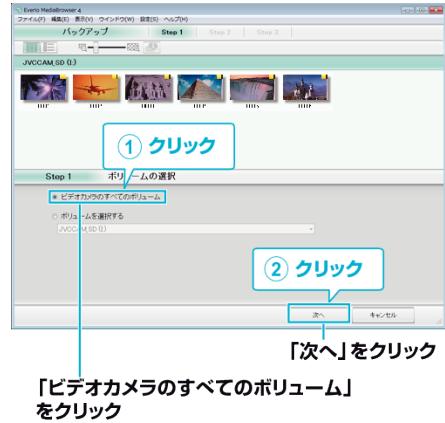 Everio MediaBrowser 4
ファイル(F) 編集(E) 表示(V) ウインドウ(W) 設定(S) ヘルプ(H)
バックアップ Step 1 Step 2 Step 3
JVCCAM_SD (I:)
① クリック
Step 1 ボリュームの選択
ビデオカメラのすべてのボリューム
ボリュームを選択する
JVCCAM_SD (I:)
② クリック
次へ キャンセル
「次へ」をクリック
「ビデオカメラのすべてのボリューム」
をクリック